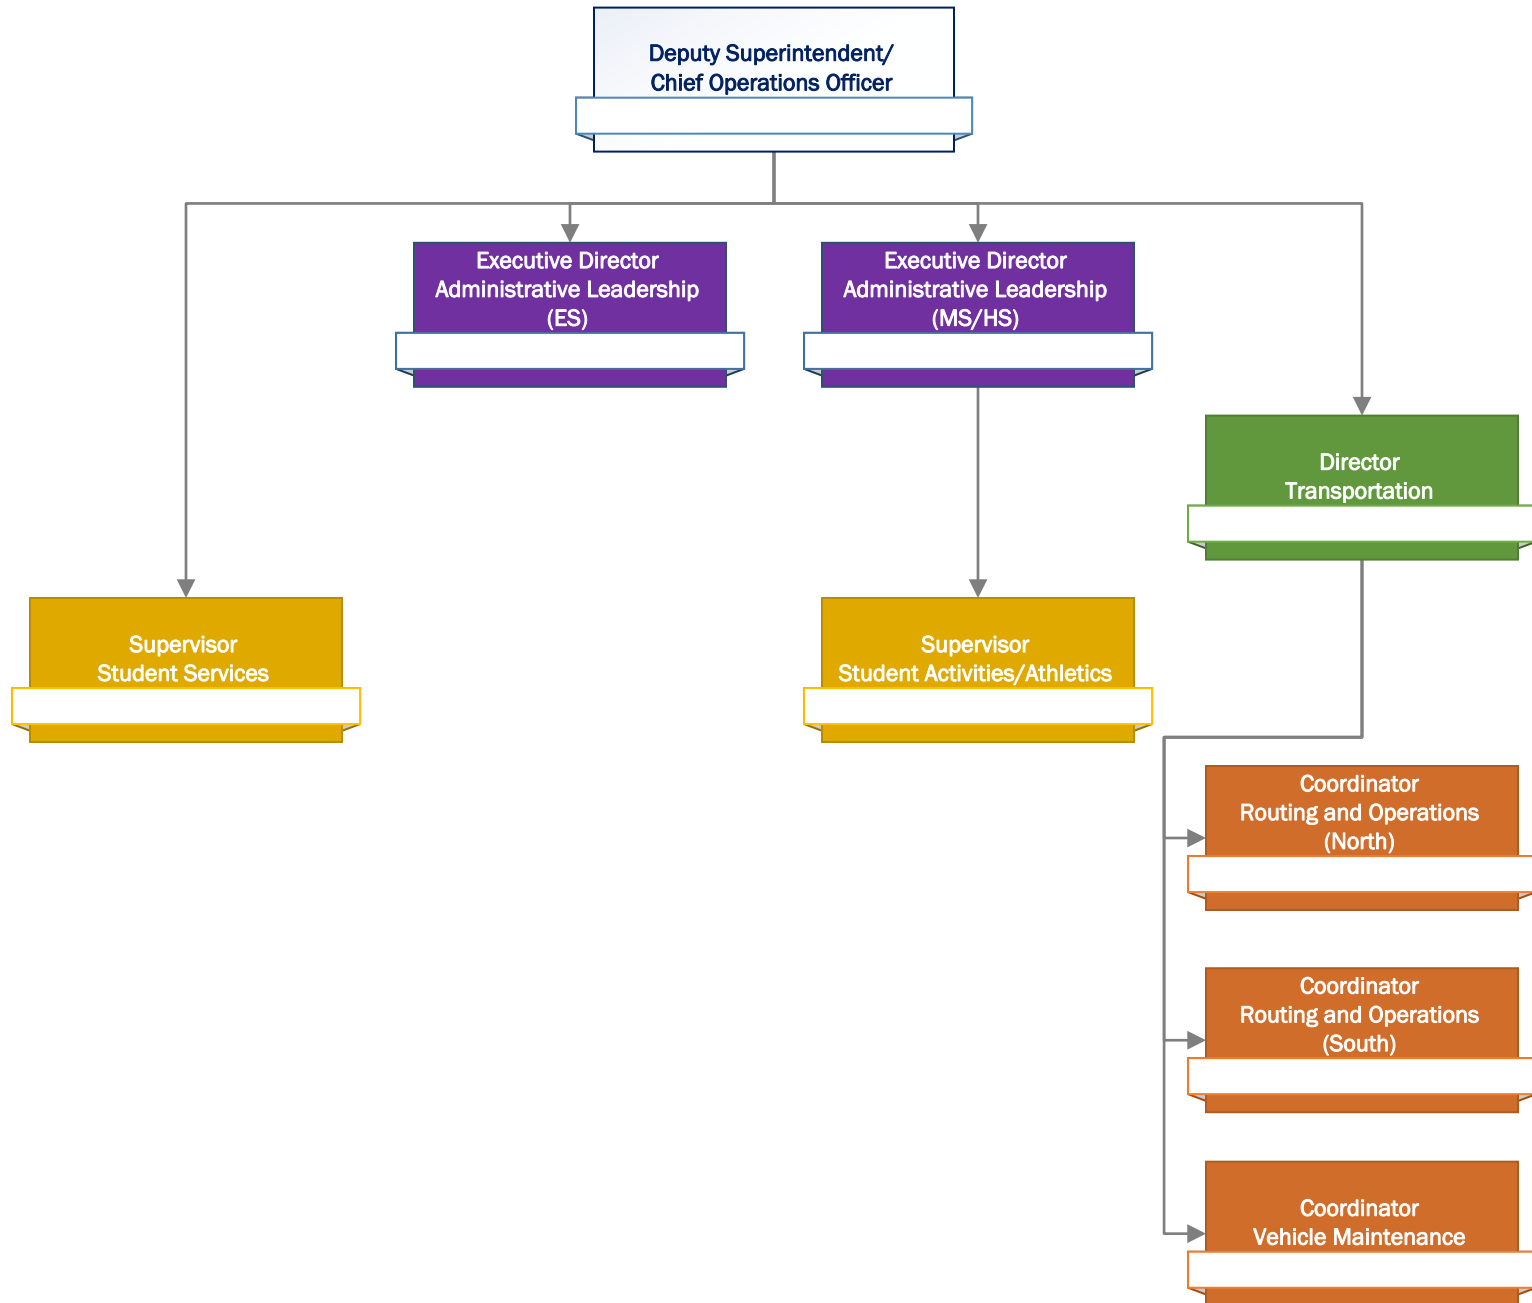 Deputy Superintendent/
Chief Operations Officer
Executive Director
Administrative Leadership
(ES)
Executive Director
Administrative Leadership
(MS/HS)
Director
Transportation
Supervisor
Student Services
Supervisor
Student Activities/Athletics
Coordinator
Routing and Operations
(North)
Coordinator
Routing and Operations
(South)
Coordinator
Vehicle Maintenance